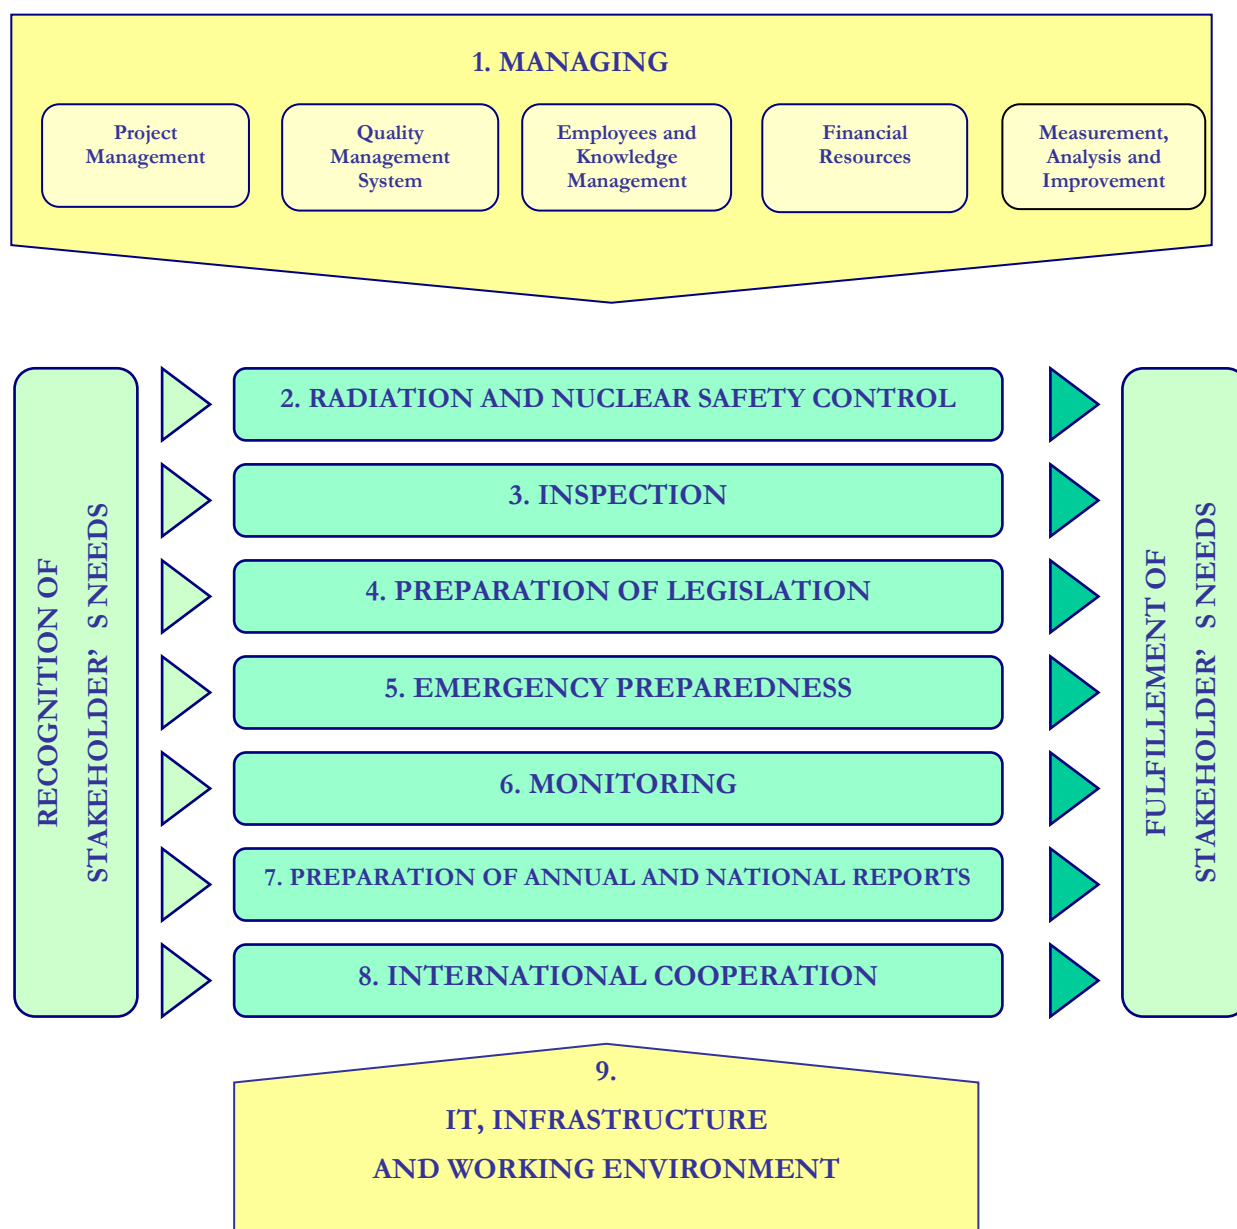 1. MANAGING
Project
Management
Quality
Management
System
Employees and
Knowledge
Management
Financial
Resources
Measurement,
Analysis and
Improvement
RECOGNITION OF
STAKEHOLDER’ S NEEDS
2. RADIATION AND NUCLEAR SAFETY CONTROL
3. INSPECTION
4. PREPARATION OF LEGISLATION
5. EMERGENCY PREPAREDNESS
6. MONITORING
7. PREPARATION OF ANNUAL AND NATIONAL REPORTS
8. INTERNATIONAL COOPERATION
FULFILLEMENT OF
STAKEHOLDER’ S NEEDS
9.
IT, INFRASTRUCTURE
AND WORKING ENVIRONMENT